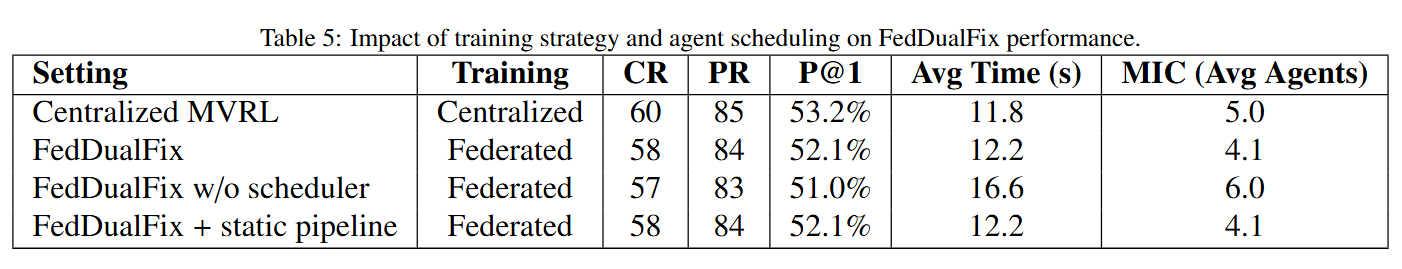 Table 5: Impact of training strategy and agent scheduling on FedDualFix performance.
Setting Training CR PR P@1 Avg Time (s) MIC (Avg Agents)
Centralized MVRL Centralized 60 85 53.2% 11.8 5.0
FedDualFix Federated 58 84 52.1% 12.2 4.1
FedDualFix w/o scheduler Federated 57 83 51.0% 16.6 6.0
FedDualFix + static pipeline Federated 58 84 52.1% 12.2 4.1